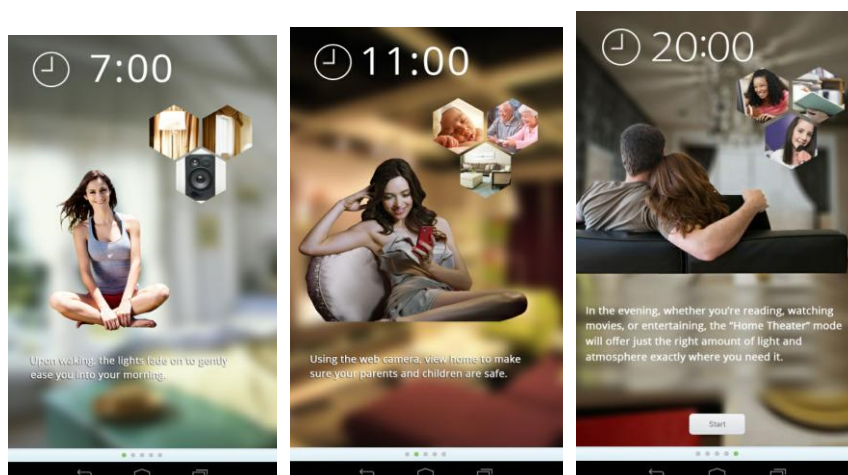 7:00
Upon waking, the lights fade on to gently
ease you into your morning.
11:00
Using the web camera, view home to make
sure your parents and children are safe.
20:00
In the evening, whether you're reading, watching
movies, or entertaining, the "Home Theater" mode
will offer just the right amount of light and
atmosphere exactly where you need it.
Start